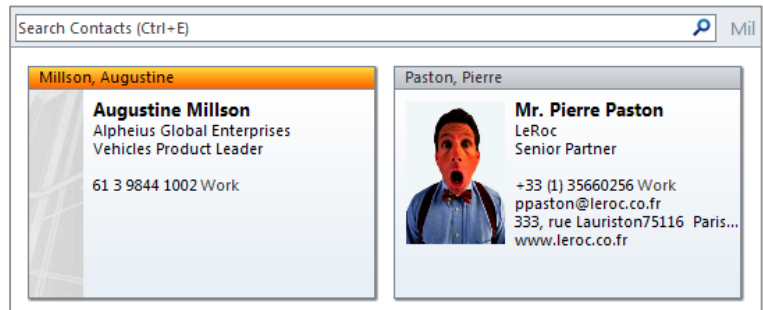 Search Contacts (Ctrl+E)
Mil
Millson, Augustine
Augustine Millson
Alpheius Global Enterprises
Vehicles Product Leader
61 3 9844 1002 Work
Paston, Pierre
Mr. Pierre Paston
LeRoc
Senior Partner
+33 (1) 35660256 Work
ppaston@leroc.co.fr
333, rue Lauriston75116 Paris...
www.leroc.co.fr